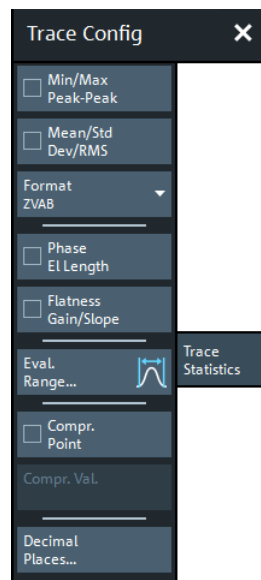 Trace Config
Min/Max
Peak-Peak
Mean/Std
Dev/RMS
Format
ZVAB
Phase
El Length
Flatness
Gain/Slope
Eval.
Range...
Trace
Statistics
Compr.
Point
Compr. Val.
Decimal
Places...